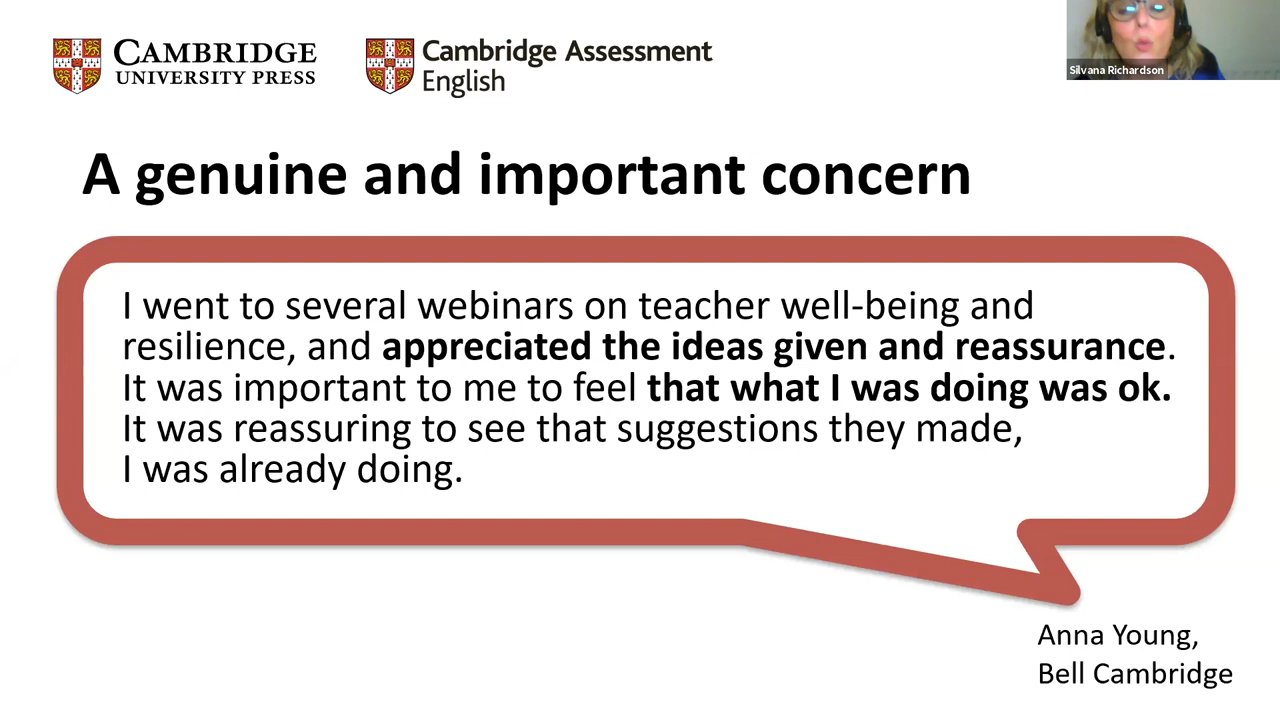 CAMBRIDGE
UNIVERSITY PRESS
Cambridge Assessment
English
Silvana Richardson
A genuine and important concern
I went to several webinars on teacher well-being and
resilience, and appreciated the ideas given and reassurance.
It was important to me to feel that what I was doing was ok.
It was reassuring to see that suggestions they made,
I was already doing.
Anna Young,
Bell Cambridge